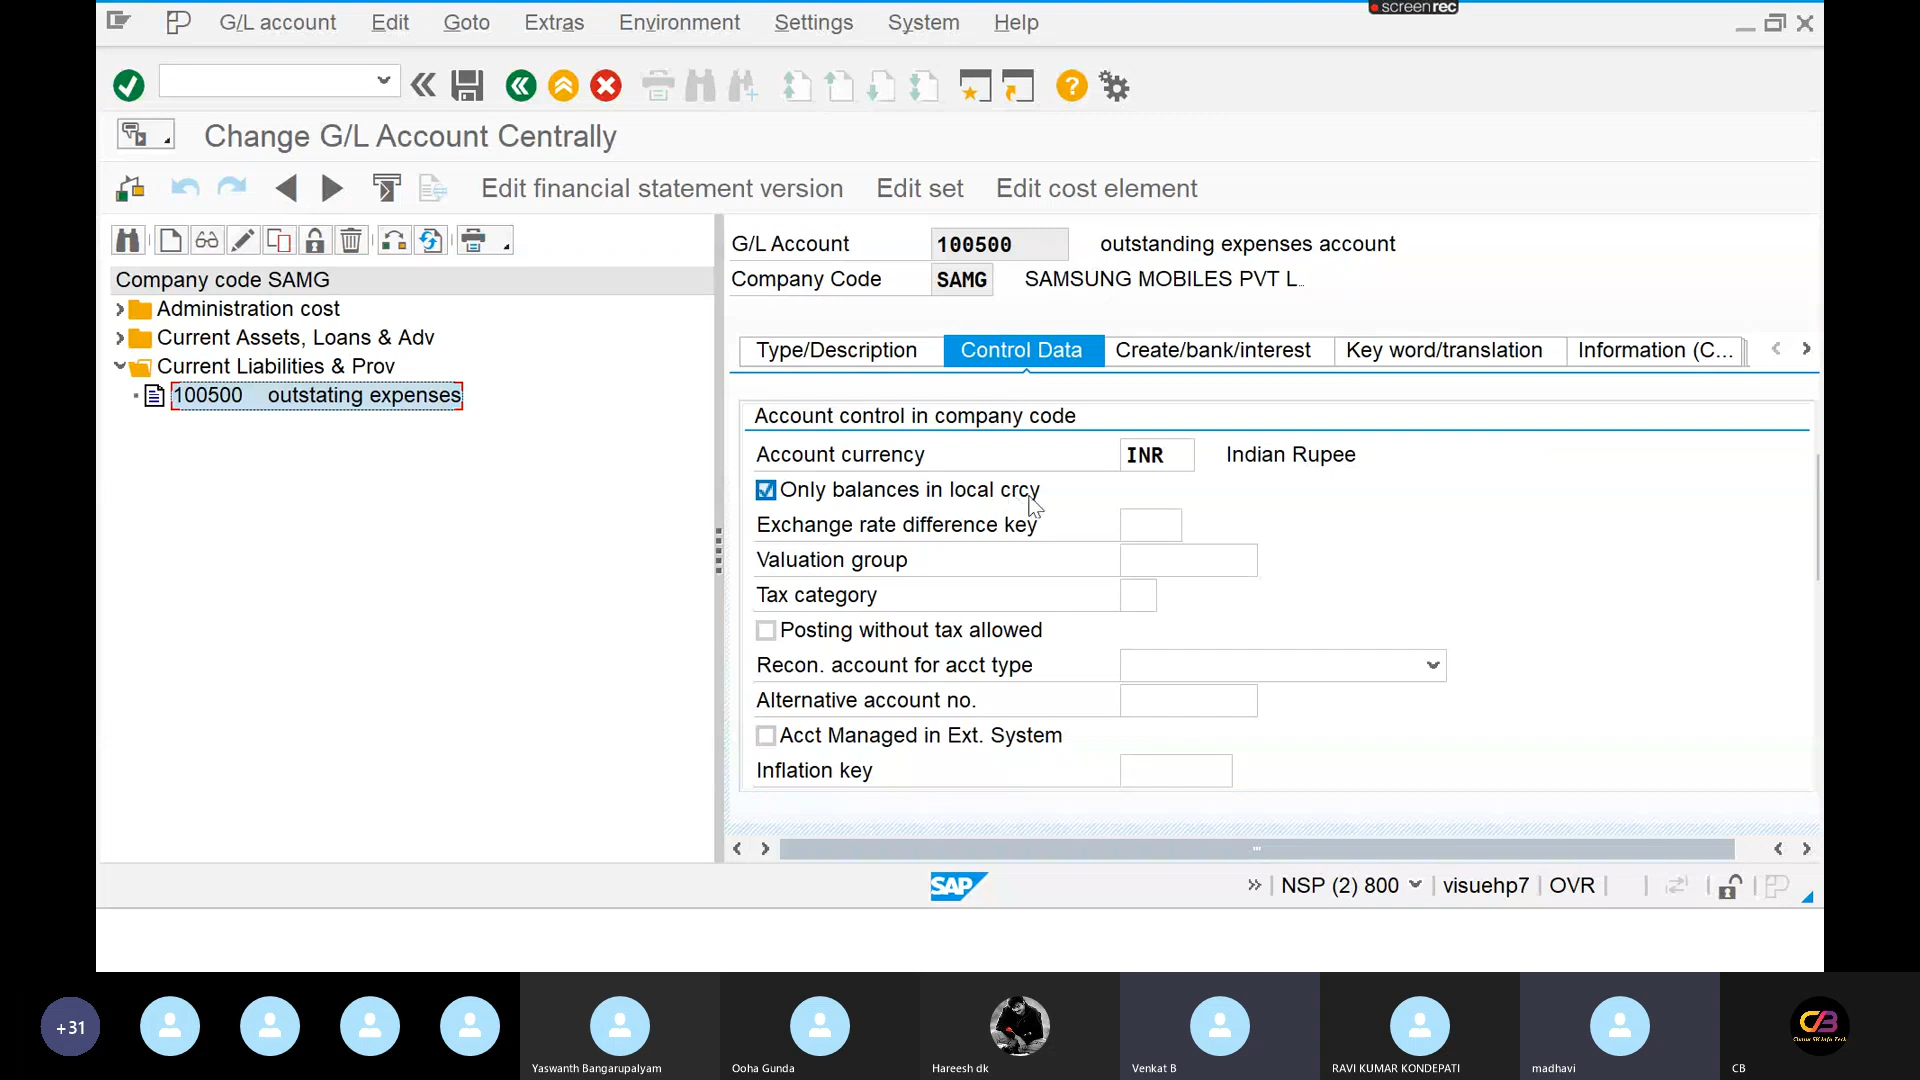 screenrec
G/L account Edit Goto Extras Environment Settings System Help
Change G/L Account Centrally
Edit financial statement version Edit set Edit cost element
G/L Account 100500 outstanding expenses account
Company Code SAMG SAMSUNG MOBILES PVT L...
Company code SAMG
Administration cost
Current Assets, Loans & Adv
Current Liabilities & Prov
100500 outstating expenses
Type/Description Control Data Create/bank/interest Key word/translation Information (C...
Account control in company code
Account currency INR Indian Rupee
Only balances in local crcy
Exchange rate difference key
Valuation group
Tax category
Posting without tax allowed
Recon. account for acct type
Alternative account no.
Acct Managed in Ext. System
Inflation key
SAP NSP (2) 800 visuehp7 OVR
+31
Yaswanth Bangarupalyam Ooha Gunda Hareesh dk Venkat B RAVI KUMAR KONDEPATI madhavi CB